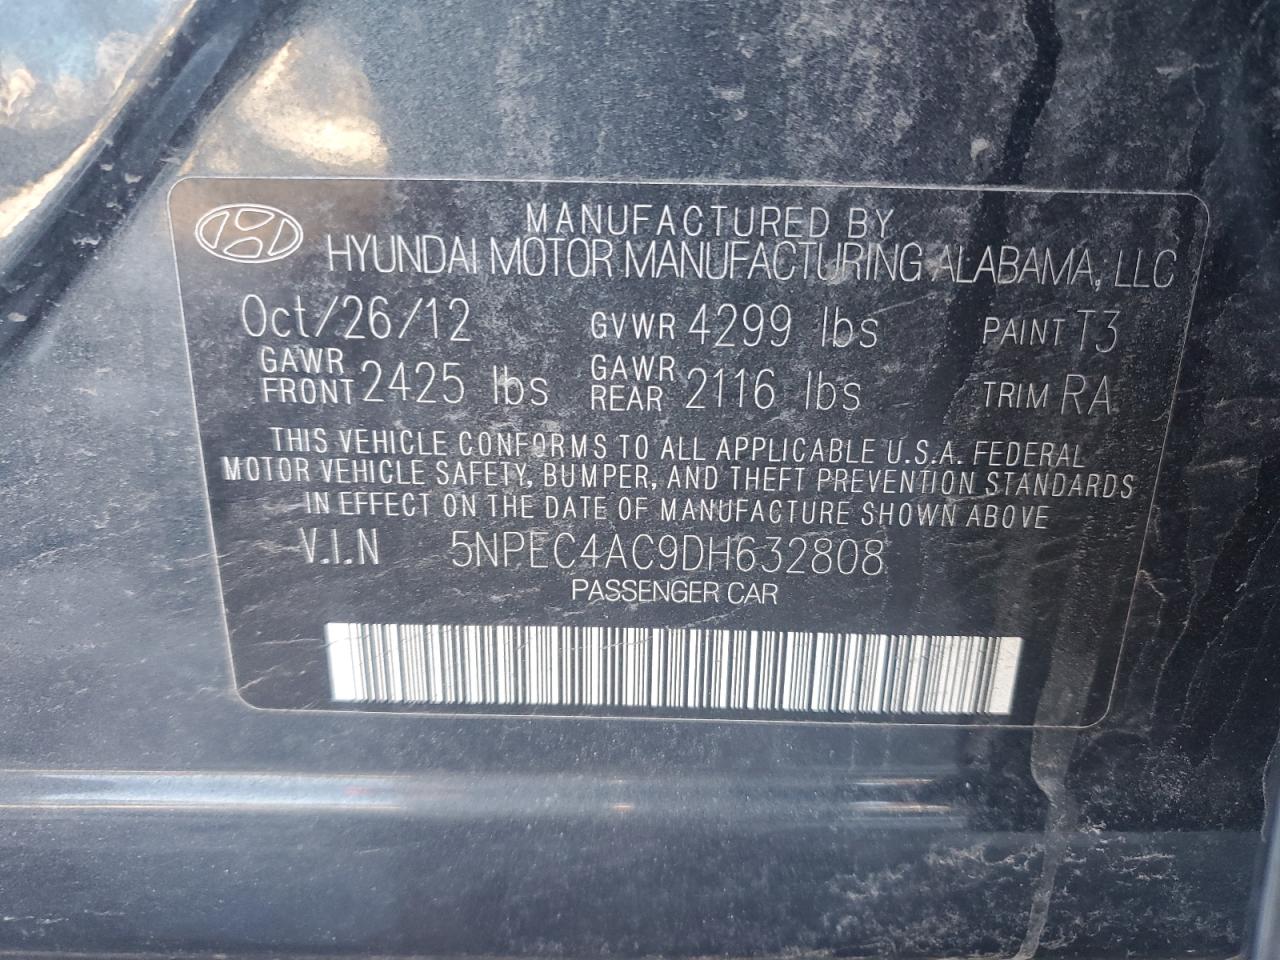 MANUFACTURED BY
HYUNDAI MOTOR MANUFACTURING ALABAMA, LLC
Oct/26/12 GVWR 4299 lbs PAINT T3
GAWR FRONT 2425 lbs GAWR REAR 2116 lbs TRIM RA
THIS VEHICLE CONFORMS TO ALL APPLICABLE U.S.A. FEDERAL
MOTOR VEHICLE SAFETY, BUMPER, AND THEFT PREVENTION STANDARDS
IN EFFECT ON THE DATE OF MANUFACTURE SHOWN ABOVE
V.I.N 5NPEC4AC9DH632808
PASSENGER CAR